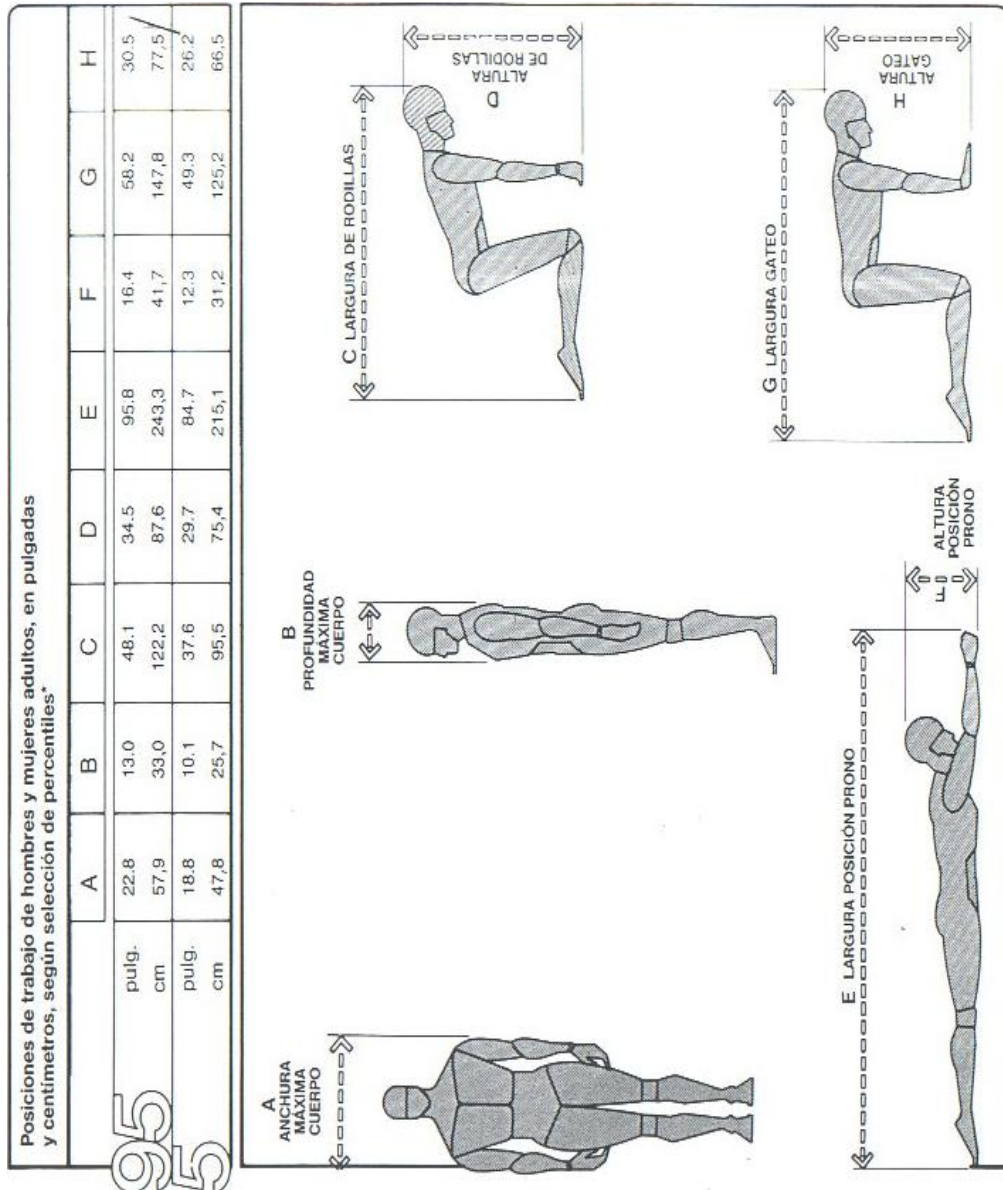 Posiciones de trabajo de hombres y mujeres adultos, en pulgadas
y centímetros, según selección de percentiles*
A B C D E F G H
95 pulg. 22.8 13.0 48.1 34.5 95.8 16.4 58.2 30.5
cm 57,9 33,0 122,2 87,6 243,3 41,7 147,8 77,5
5 pulg. 18.8 10.1 37.6 29.7 84.7 12.3 49.3 26.2
cm 47,8 25,7 95,5 75,4 215,1 31,2 125,2 66,5
A
ANCHURA
MÁXIMA
CUERPO
B
PROFUNDIDAD
MÁXIMA
CUERPO
C LARGURA DE RODILLAS
D
ALTURA
DE RODILLAS
E LARGURA POSICIÓN PRONO
F
ALTURA
POSICIÓN
PRONO
G LARGURA GATEO
H
ALTURA
GATEO